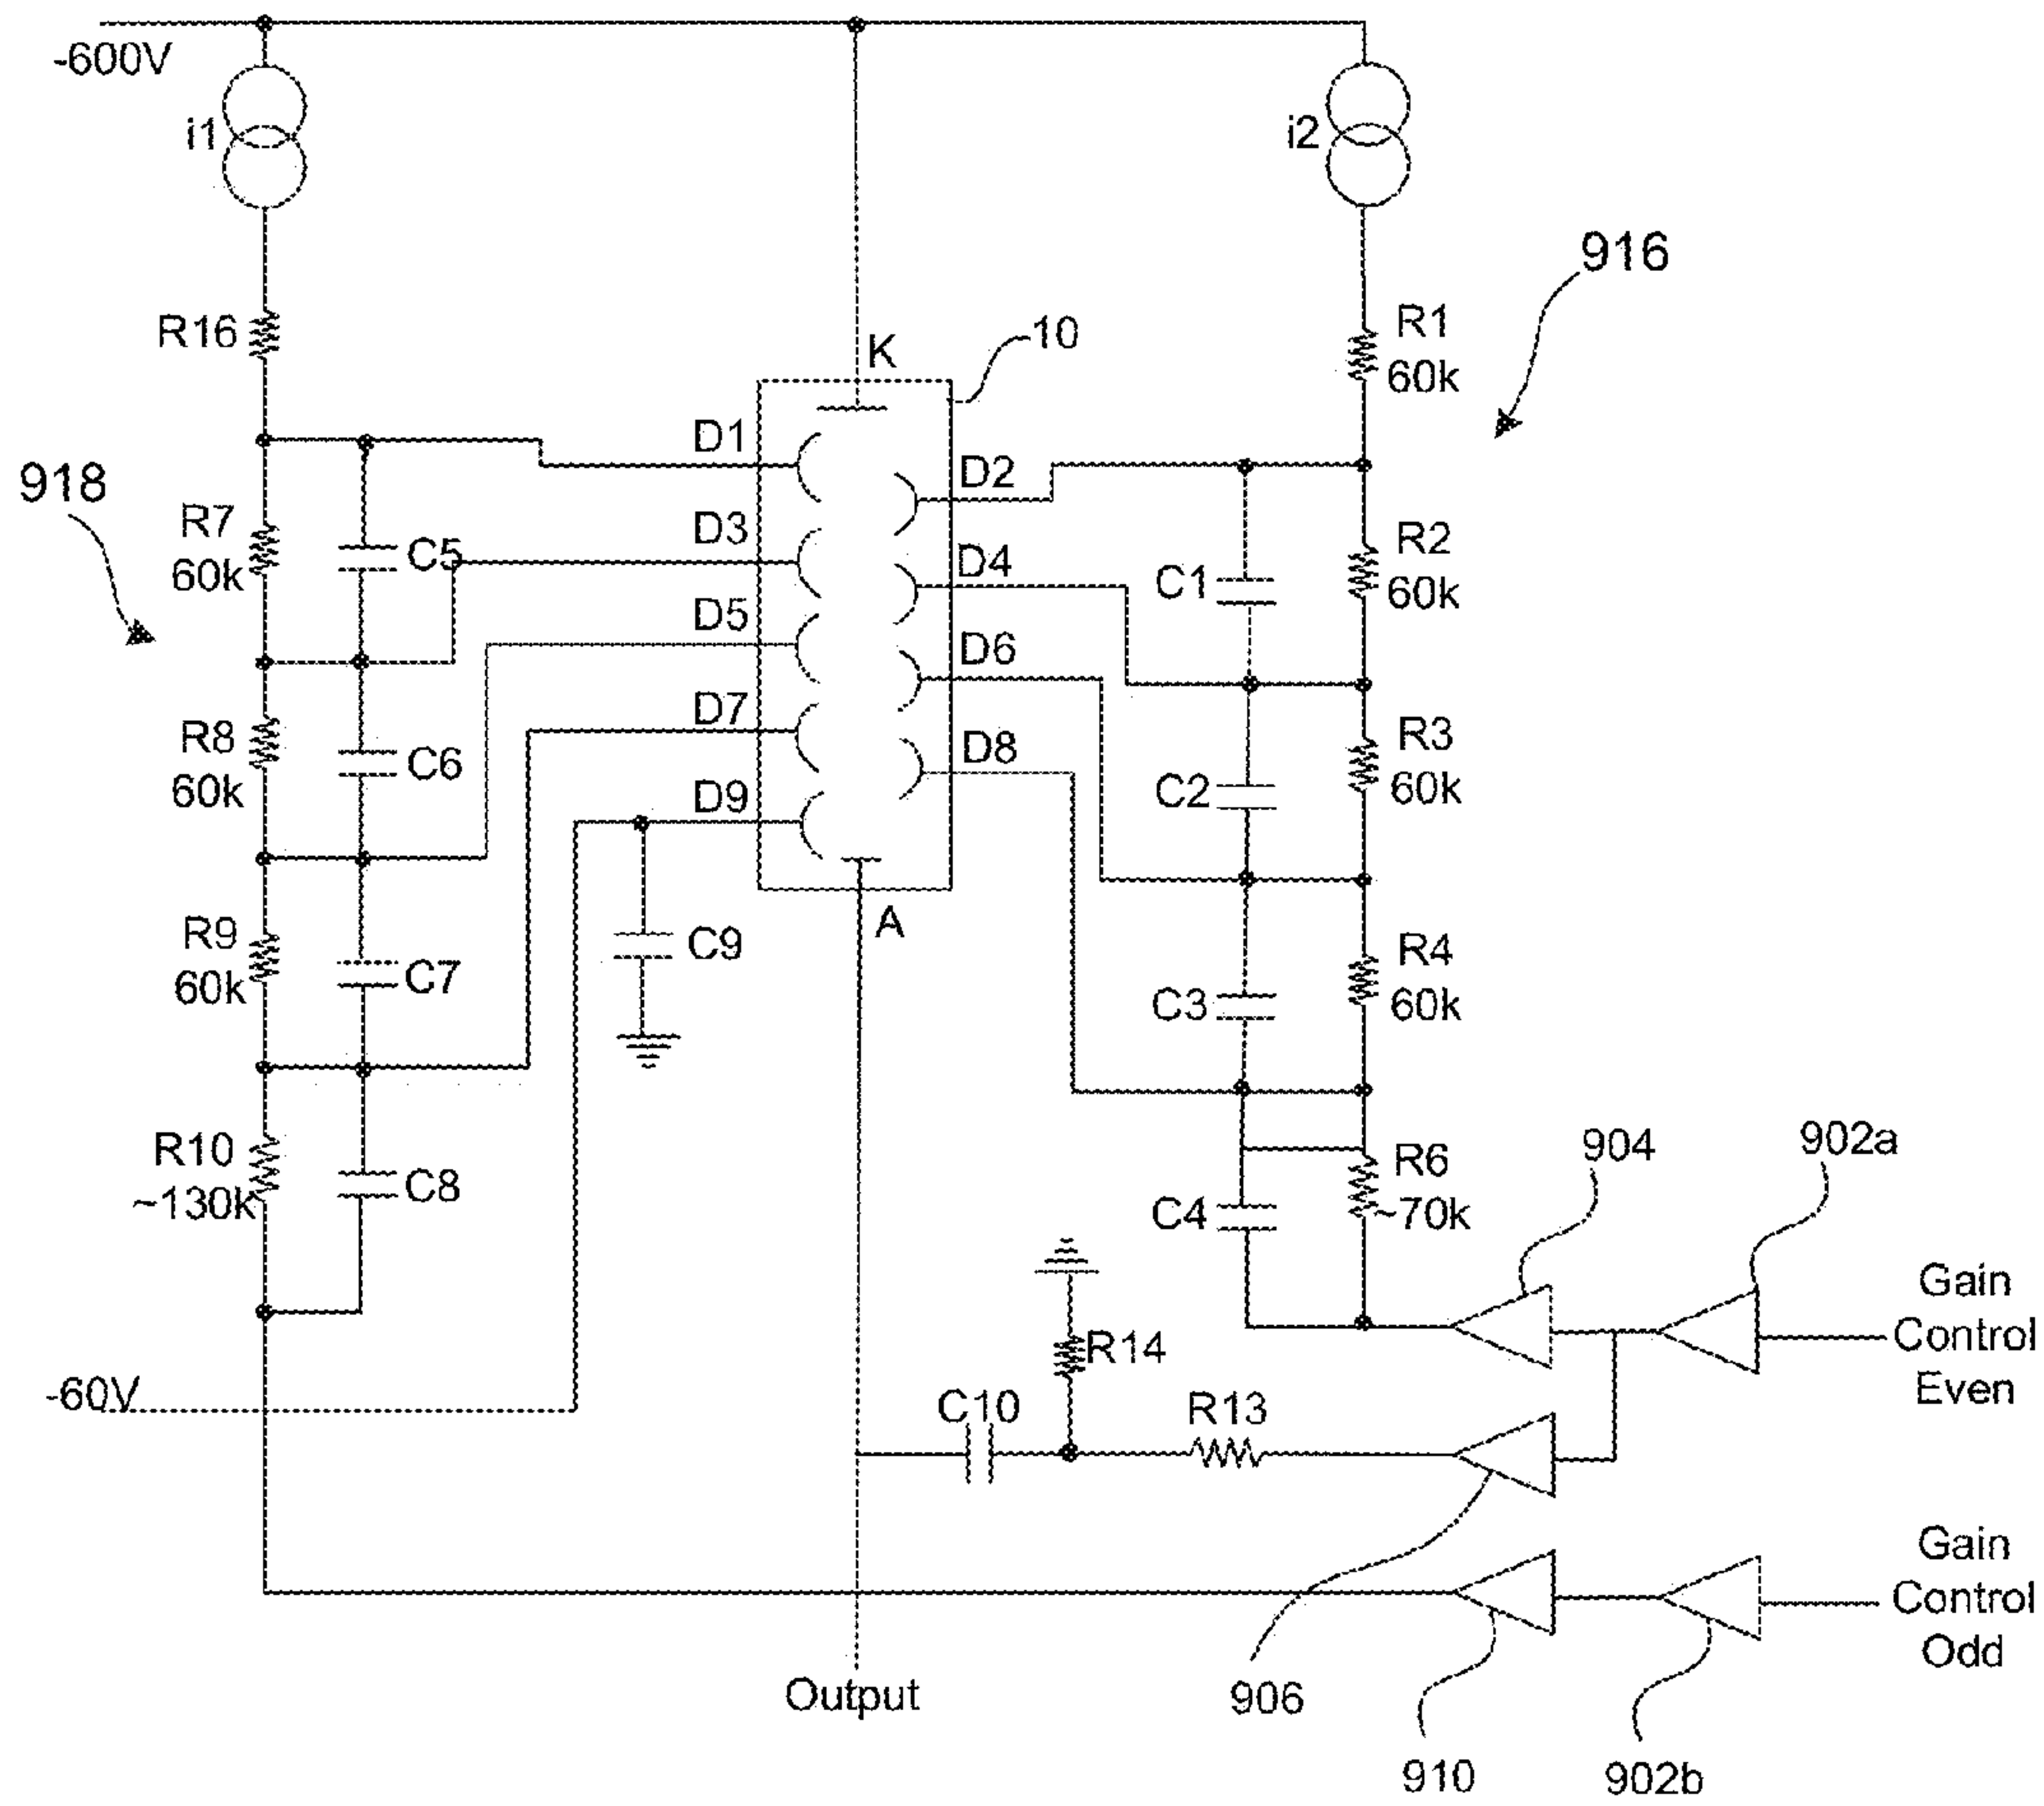 -600V
i1
i2
916
R1
60k
R16
10
K
D1
D2
918
R7
60k
C5
D3
D4
C1
R2
60k
D5
D6
R8
60k
C6
D7
D8
C2
R3
60k
D9
A
R9
60k
C7
C9
C3
R4
60k
R10
~130k
C8
C4
R6
~70k
904
902a
Gain
Control
Even
R14
-60V
C10
R13
Gain
Control
Odd
Output
906
910
902b